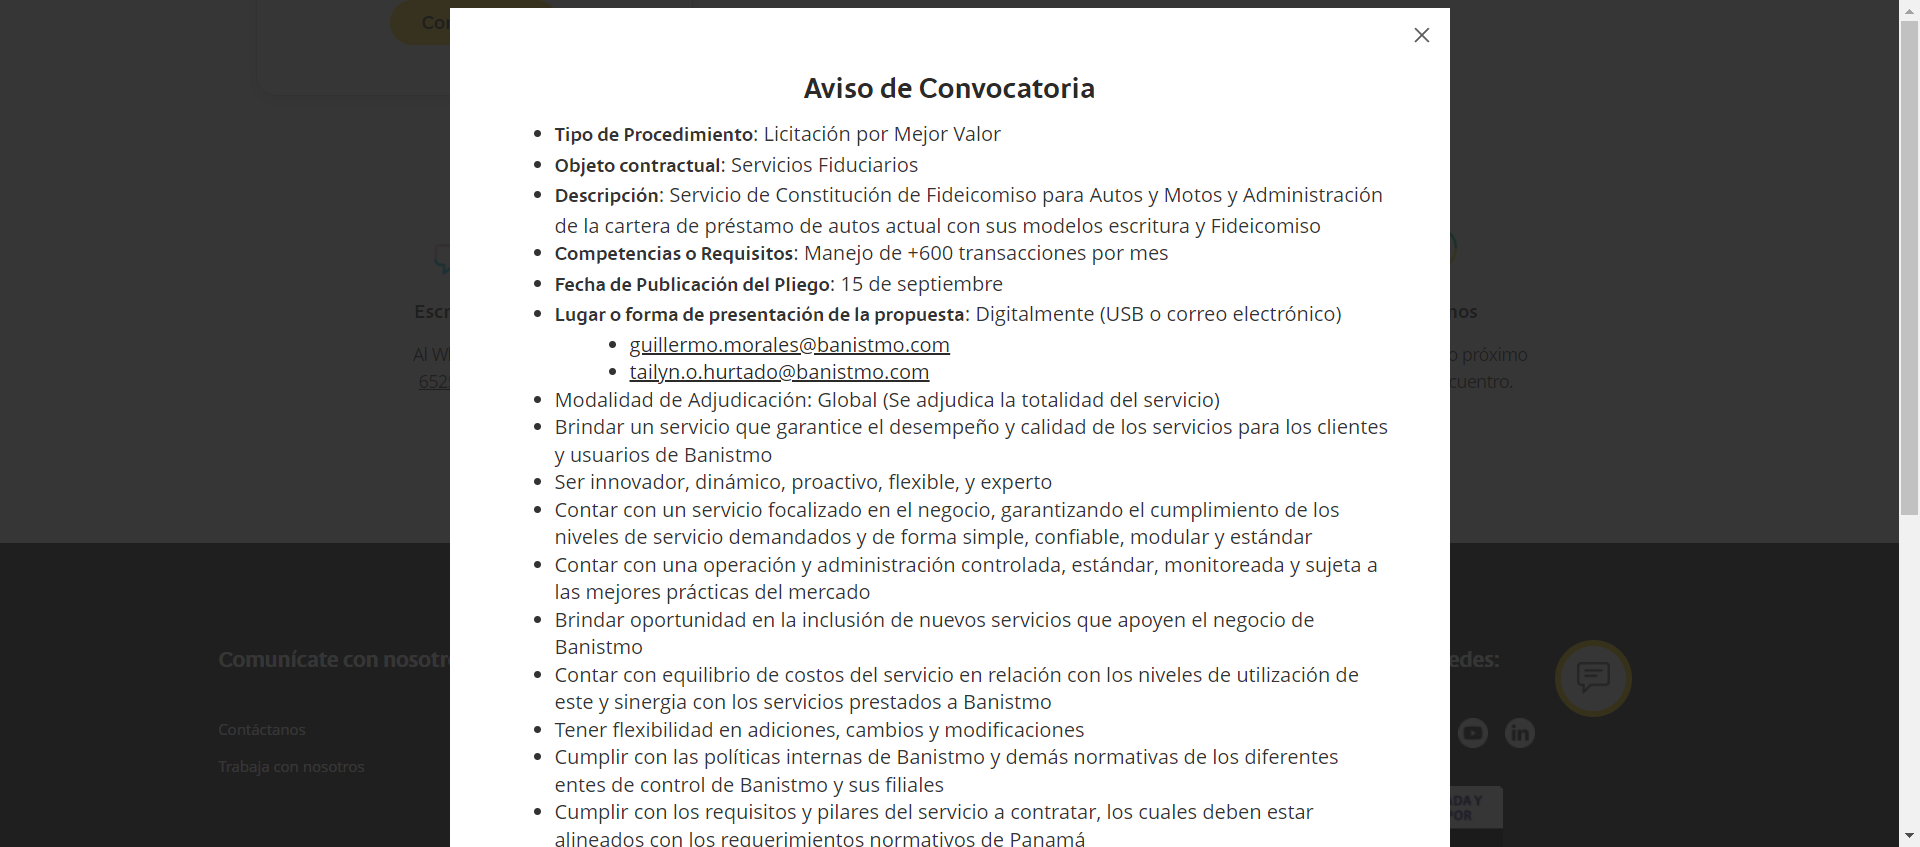 Aviso de Convocatoria
Tipo de Procedimiento: Licitación por Mejor Valor
Objeto contractual: Servicios Fiduciarios
Descripción: Servicio de Constitución de Fideicomiso para Autos y Motos y Administración
de la cartera de préstamo de autos actual con sus modelos escritura y Fideicomiso
Competencias o Requisitos: Manejo de +600 transacciones por mes
Fecha de Publicación del Pliego: 15 de septiembre
Lugar o forma de presentación de la propuesta: Digitalmente (USB o correo electrónico)
guillermo.morales@banistmo.com
tailyn.o.hurtado@banistmo.com
Modalidad de Adjudicación: Global (Se adjudica la totalidad del servicio)
Brindar un servicio que garantice el desempeño y calidad de los servicios para los clientes
y usuarios de Banistmo
Ser innovador, dinámico, proactivo, flexible, y experto
Contar con un servicio focalizado en el negocio, garantizando el cumplimiento de los
niveles de servicio demandados y de forma simple, confiable, modular y estándar
Contar con una operación y administración controlada, estándar, monitoreada y sujeta a
las mejores prácticas del mercado
Brindar oportunidad en la inclusión de nuevos servicios que apoyen el negocio de
Banistmo
Contar con equilibrio de costos del servicio en relación con los niveles de utilización de
este y sinergia con los servicios prestados a Banistmo
Tener flexibilidad en adiciones, cambios y modificaciones
Cumplir con las políticas internas de Banistmo y demás normativas de los diferentes
entes de control de Banistmo y sus filiales
Cumplir con los requisitos y pilares del servicio a contratar, los cuales deben estar
alineados con los requerimientos normativos de Panamá
Escr
Al W
652
nos
o próximo
cuentro.
Comunícate con nosotr
edes:
Contáctanos
Trabaja con nosotros
in
DA Y
POR